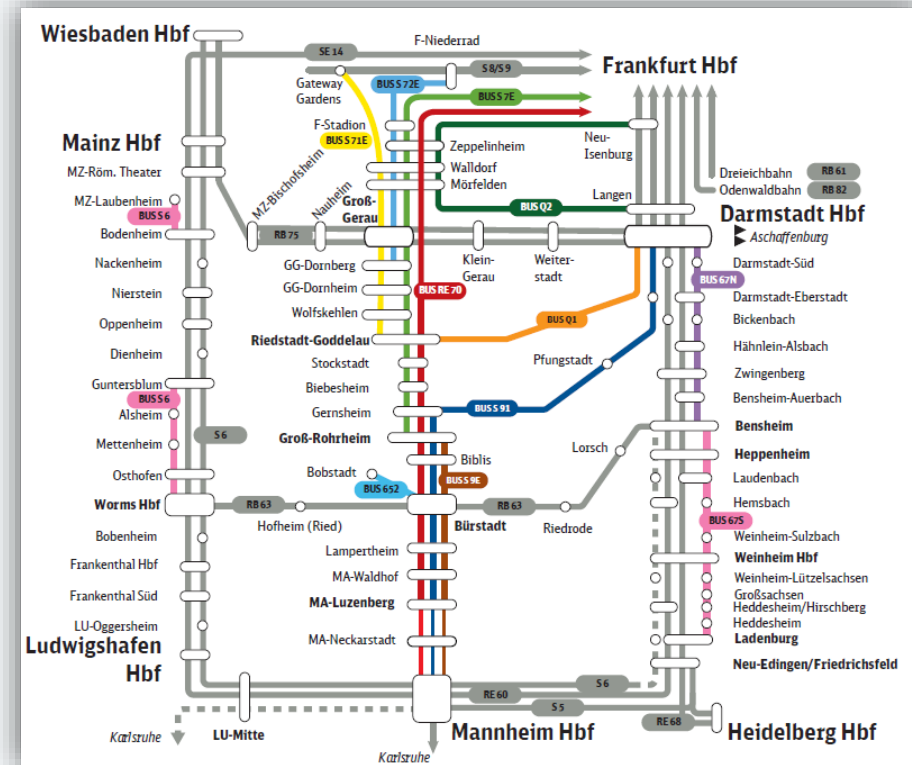 Wiesbaden Hbf
SE 14
F-Niederrad
S8/S9
Frankfurt Hbf
Gateway
Gardens
BUS S 72E
BUS S 7E
F-Stadion
BUS S 71E
Zeppelinheim
Neu-
Isenburg
Mainz Hbf
MZ-Röm. Theater
Walldorf
Mörfelden
Dreieichbahn
RB 61
Odenwaldbahn
RB 82
MZ-Laubenheim
BUS S 6
Bodenheim
MZ-Bischofsheim
RB 75
Nauheim
Groß-
Gerau
BUS Q2
Langen
Darmstadt Hbf
Aschaffenburg
Klein-
Gerau
Weiter-
stadt
Nackenheim
Nierstein
Oppenheim
Dienheim
Guntersblum
BUS S 6
Alsheim
Mettenheim
S 6
Osthofen
GG-Dornberg
GG-Dornheim
BUS RE 70
Wolfskehlen
BUS Q1
Riedstadt-Goddelau
Stockstadt
Biebesheim
Gernsheim
BUS S 91
Pfungstadt
Groß-Rohrheim
Biblis
Bobstadt
BUS 652
BUS S 9E
Darmstadt-Süd
BUS 67N
Darmstadt-Eberstadt
Bickenbach
Hähnlein-Alsbach
Zwingenberg
Bensheim-Auerbach
Bensheim
Lorsch
Heppenheim
Laudenbach
Worms Hbf
RB 63
Hofheim (Ried)
Bürstadt
RB 63
Riedrode
Hemsbach
BUS 67S
Weinheim-Sulzbach
Weinheim Hbf
Weinheim-Lützelsachsen
Großsachsen
Heddesheim/Hirschberg
Heddesheim
Ladenburg
Neu-Edingen/Friedrichsfeld
Bobenheim
Frankenthal Hbf
Frankenthal Süd
LU-Oggersheim
Ludwigshafen
Hbf
Lampertheim
MA-Waldhof
MA-Luzenberg
MA-Neckarstadt
S 6
RE 60
S 5
RE 68
Karlsruhe
LU-Mitte
Mannheim Hbf
Karlsruhe
Heidelberg Hbf